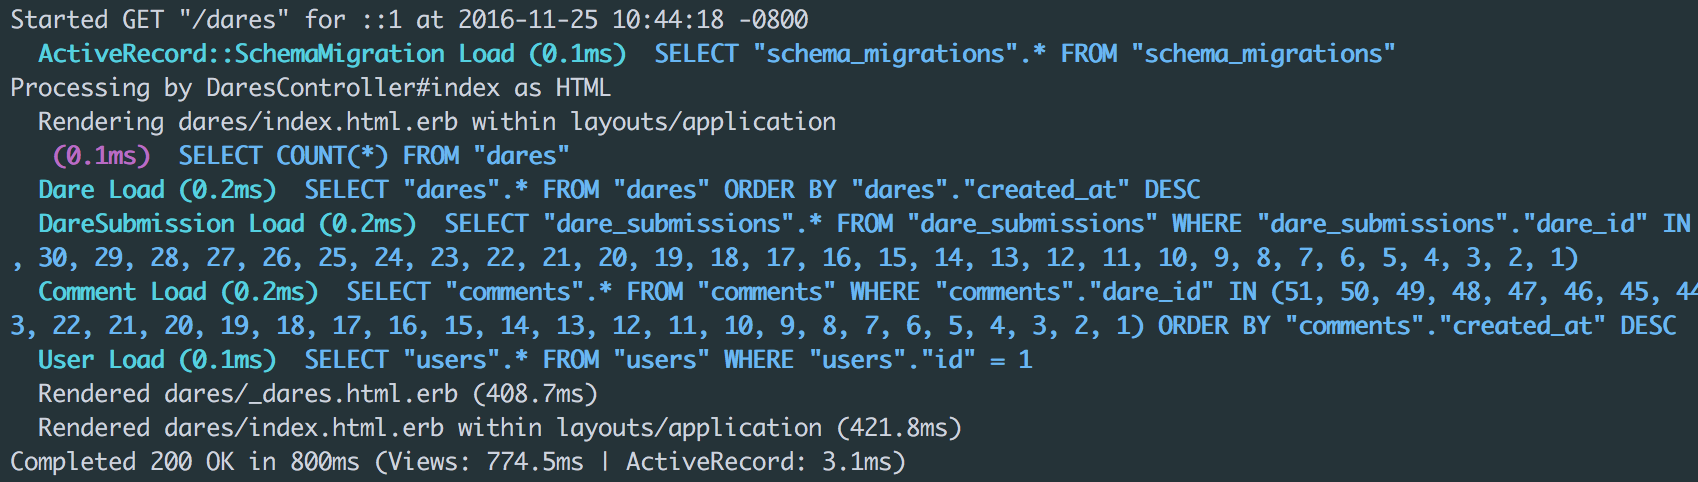 Started GET "/dares" for ::1 at 2016-11-25 10:44:18 -0800
ActiveRecord::SchemaMigration Load (0.1ms)  SELECT "schema_migrations".* FROM "schema_migrations"
Processing by DaresController#index as HTML
Rendering dares/index.html.erb within layouts/application
(0.1ms)  SELECT COUNT(*) FROM "dares"
Dare Load (0.2ms)  SELECT "dares".* FROM "dares" ORDER BY "dares"."created_at" DESC
DareSubmission Load (0.2ms)  SELECT "dare_submissions".* FROM "dare_submissions" WHERE "dare_submissions"."dare_id" IN
, 30, 29, 28, 27, 26, 25, 24, 23, 22, 21, 20, 19, 18, 17, 16, 15, 14, 13, 12, 11, 10, 9, 8, 7, 6, 5, 4, 3, 2, 1)
Comment Load (0.2ms)  SELECT "comments".* FROM "comments" WHERE "comments"."dare_id" IN (51, 50, 49, 48, 47, 46, 45, 44
3, 22, 21, 20, 19, 18, 17, 16, 15, 14, 13, 12, 11, 10, 9, 8, 7, 6, 5, 4, 3, 2, 1) ORDER BY "comments"."created_at" DESC
User Load (0.1ms)  SELECT "users".* FROM "users" WHERE "users"."id" = 1
Rendered dares/_dares.html.erb (408.7ms)
Rendered dares/index.html.erb within layouts/application (421.8ms)
Completed 200 OK in 800ms (Views: 774.5ms | ActiveRecord: 3.1ms)